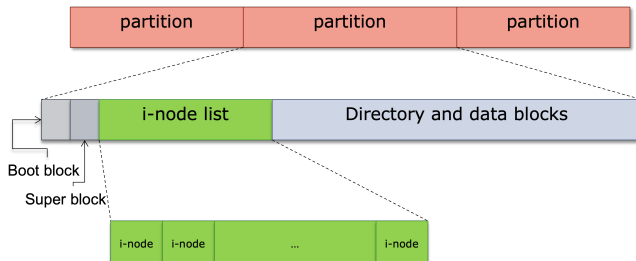 partition
partition
partition
i-node list
Directory and data blocks
Boot block
Super block
i-node
i-node
...
i-node